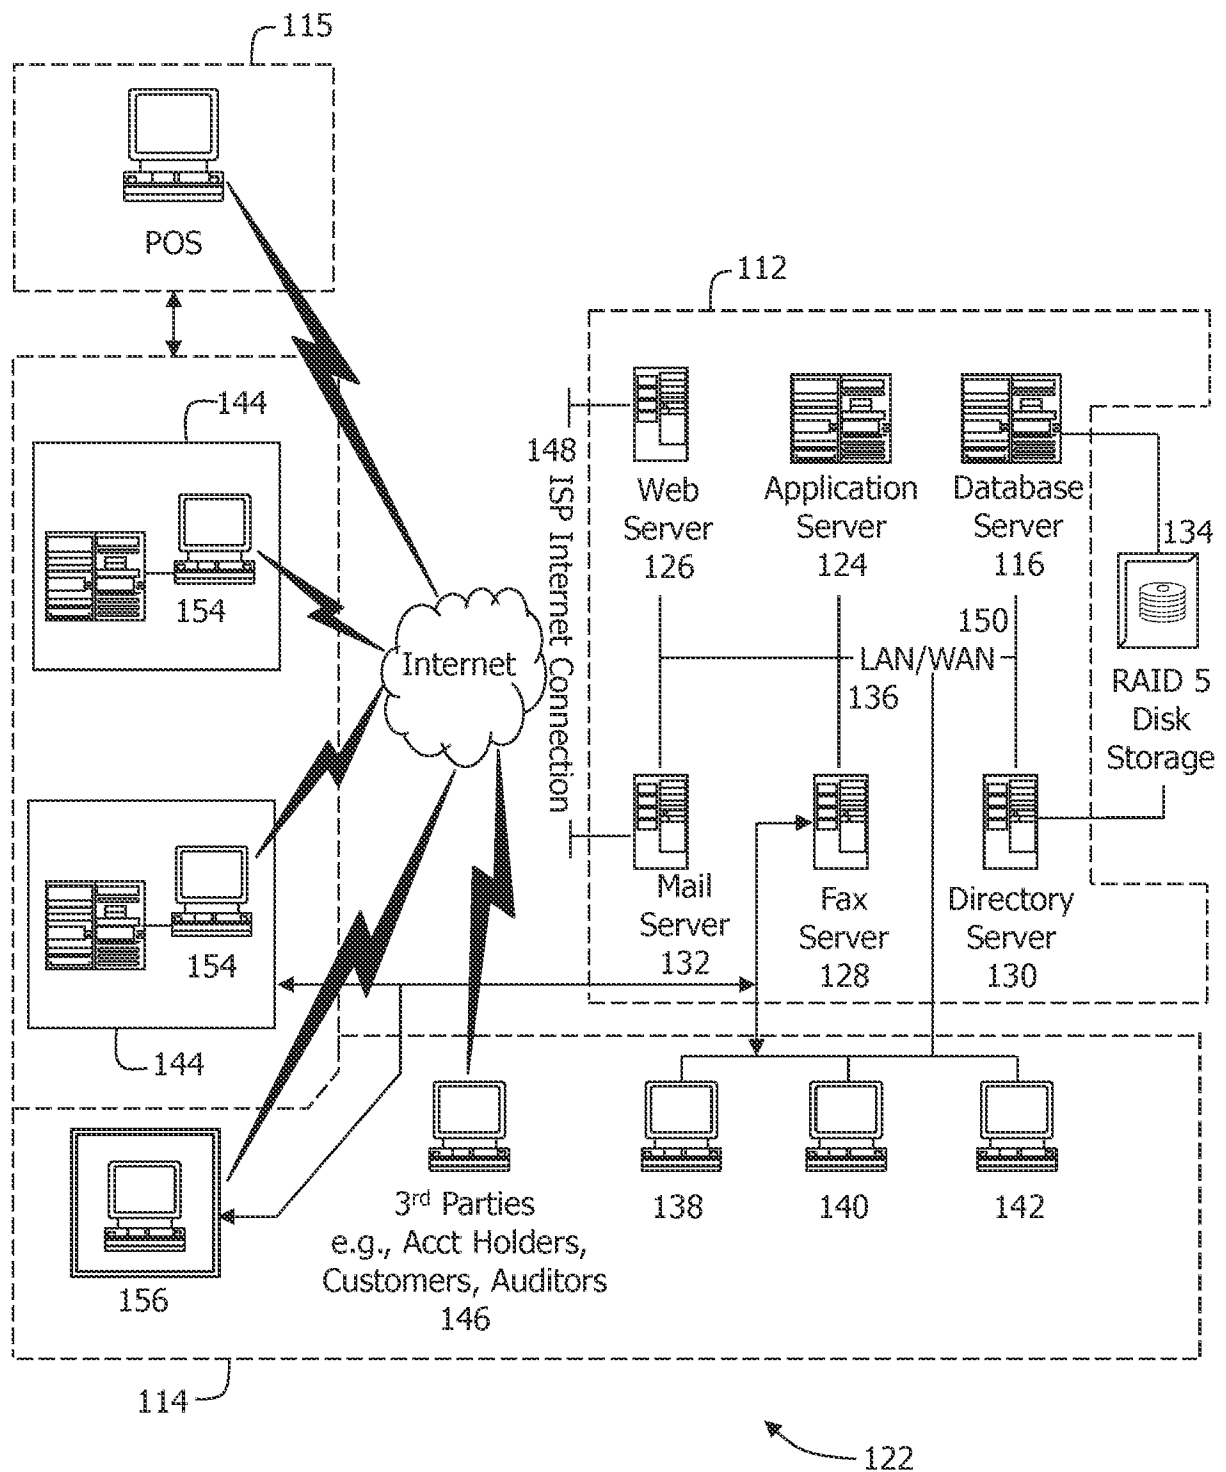 115
POS
112
144
148
ISP Internet Connection
Web
Server
126
Application
Server
124
Database
Server
116
134
RAID 5
Disk
Storage
154
Internet
150
LAN/WAN
136
154
144
Mail
Server
132
Fax
Server
128
Directory
Server
130
138
140
142
3rd Parties
e.g., Acct Holders,
Customers, Auditors
146
156
114
122